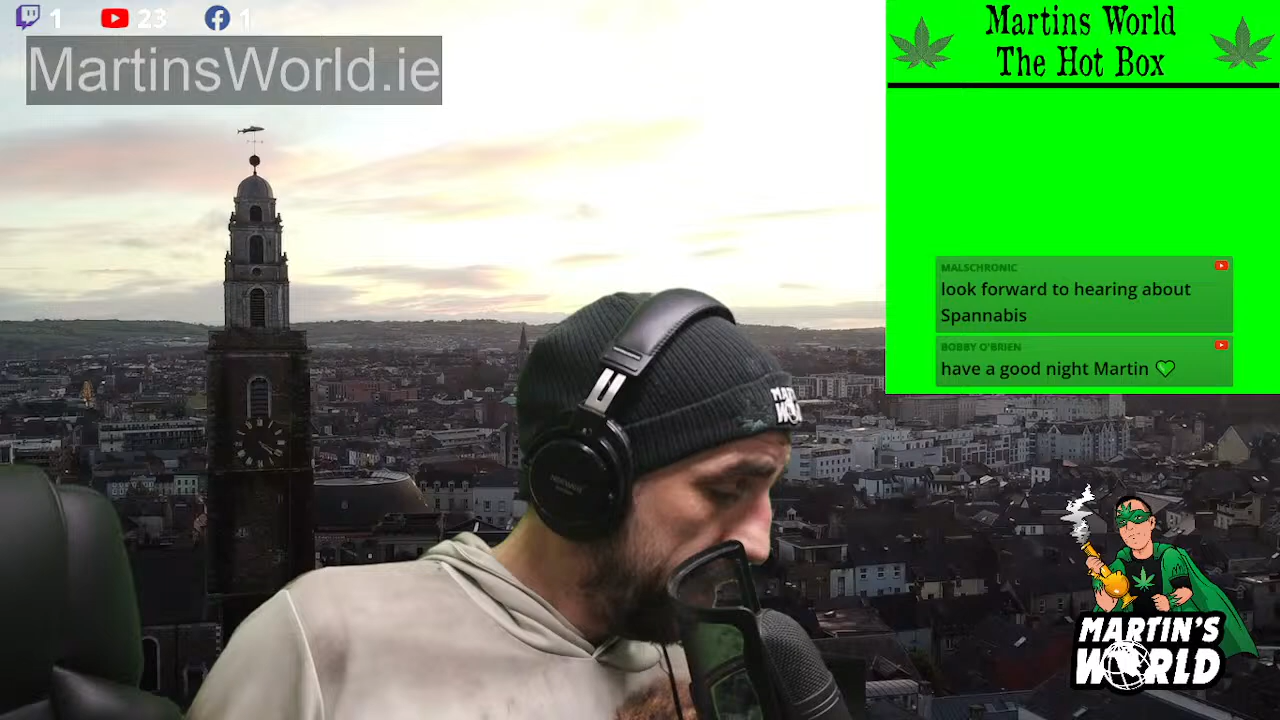 1 23 1
MartinsWorld.ie
Martins World
The Hot Box
MALSCHRONIC
look forward to hearing about
Spannabis
BOBBY O'BRIEN
have a good night Martin 💚
MARTIN'S
WORLD